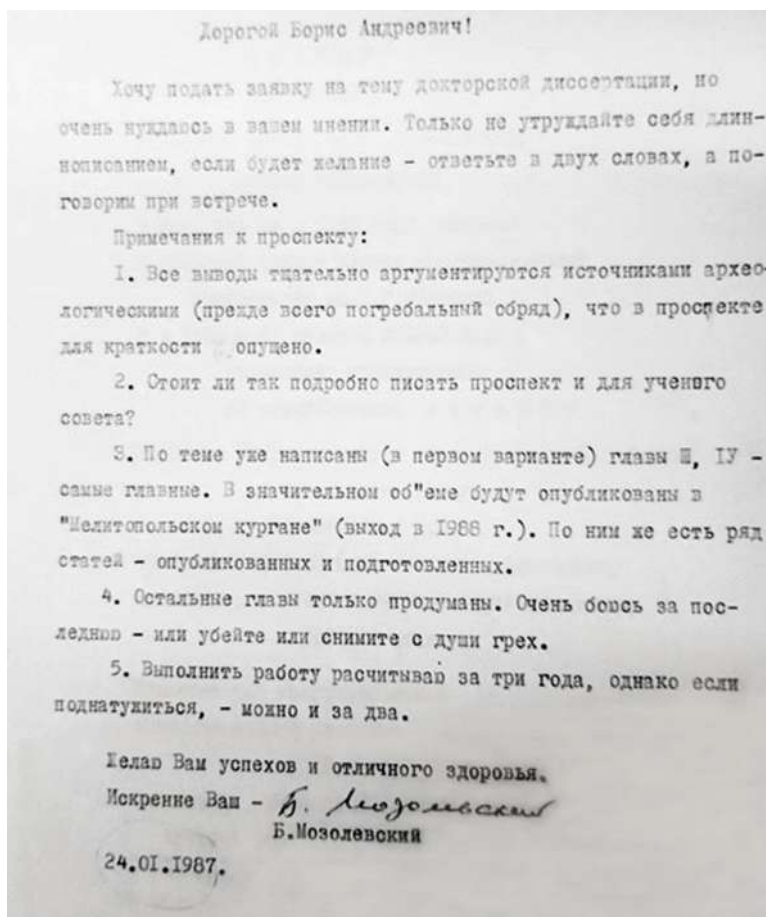 Дорогой Борис Андреевич!
Хочу подать заявку на тему докторской диссертации, но
очень нуждаюсь в вашем мнении. Только не утруждайте себя длин-
нописанием, если будет желание - ответьте в двух словах, а по-
говорим при встрече.
Примечания к проспекту:
I. Все выводы тщательно аргументируются источниками архео-
логическими (прежде всего погребальный обряд), что в проспекте
для краткости опущено.
2. Стоит ли так подробно писать проспект и для ученого
совета?
3. По теме уже написаны (в первом варианте) главы Ш, IУ -
самые главные. В значительном об"еме будут опубликованы в
"Мелитопольском кургане" (выход в I988 г.). По ним же есть ряд
статей - опубликованных и подготовленных.
4. Остальные главы только продуманы. Очень боюсь за пос-
леднюю - или убейте или снимите с души грех.
5. Выполнить работу расчитываю за три года, однако если
поднатужиться, - можно и за два.
Желаю Вам успехов и отличного здоровья.
Искренне Ваш - Б. Мозолевский
Б.Мозолевский
24.OI.I987.